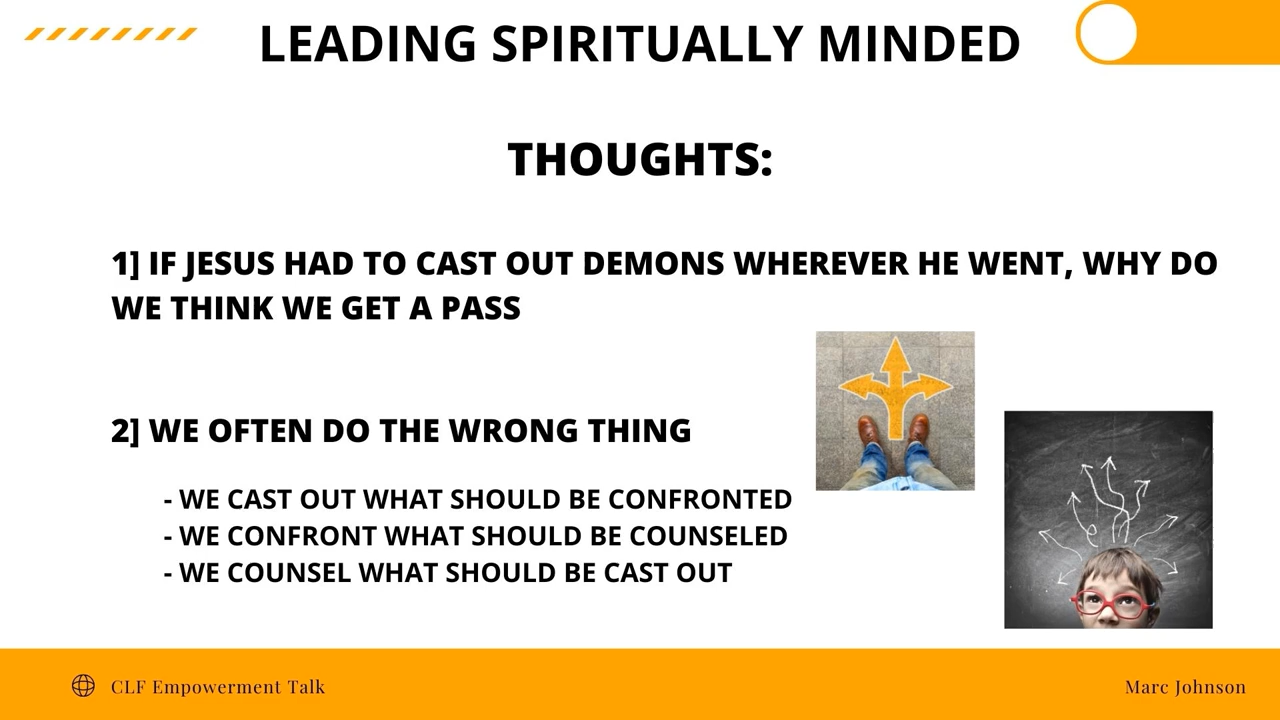 LEADING SPIRITUALLY MINDED
THOUGHTS:
1] IF JESUS HAD TO CAST OUT DEMONS WHEREVER HE WENT, WHY DO
WE THINK WE GET A PASS
2] WE OFTEN DO THE WRONG THING
- WE CAST OUT WHAT SHOULD BE CONFRONTED
- WE CONFRONT WHAT SHOULD BE COUNSELED
- WE COUNSEL WHAT SHOULD BE CAST OUT
CLF Empowerment Talk
Marc Johnson